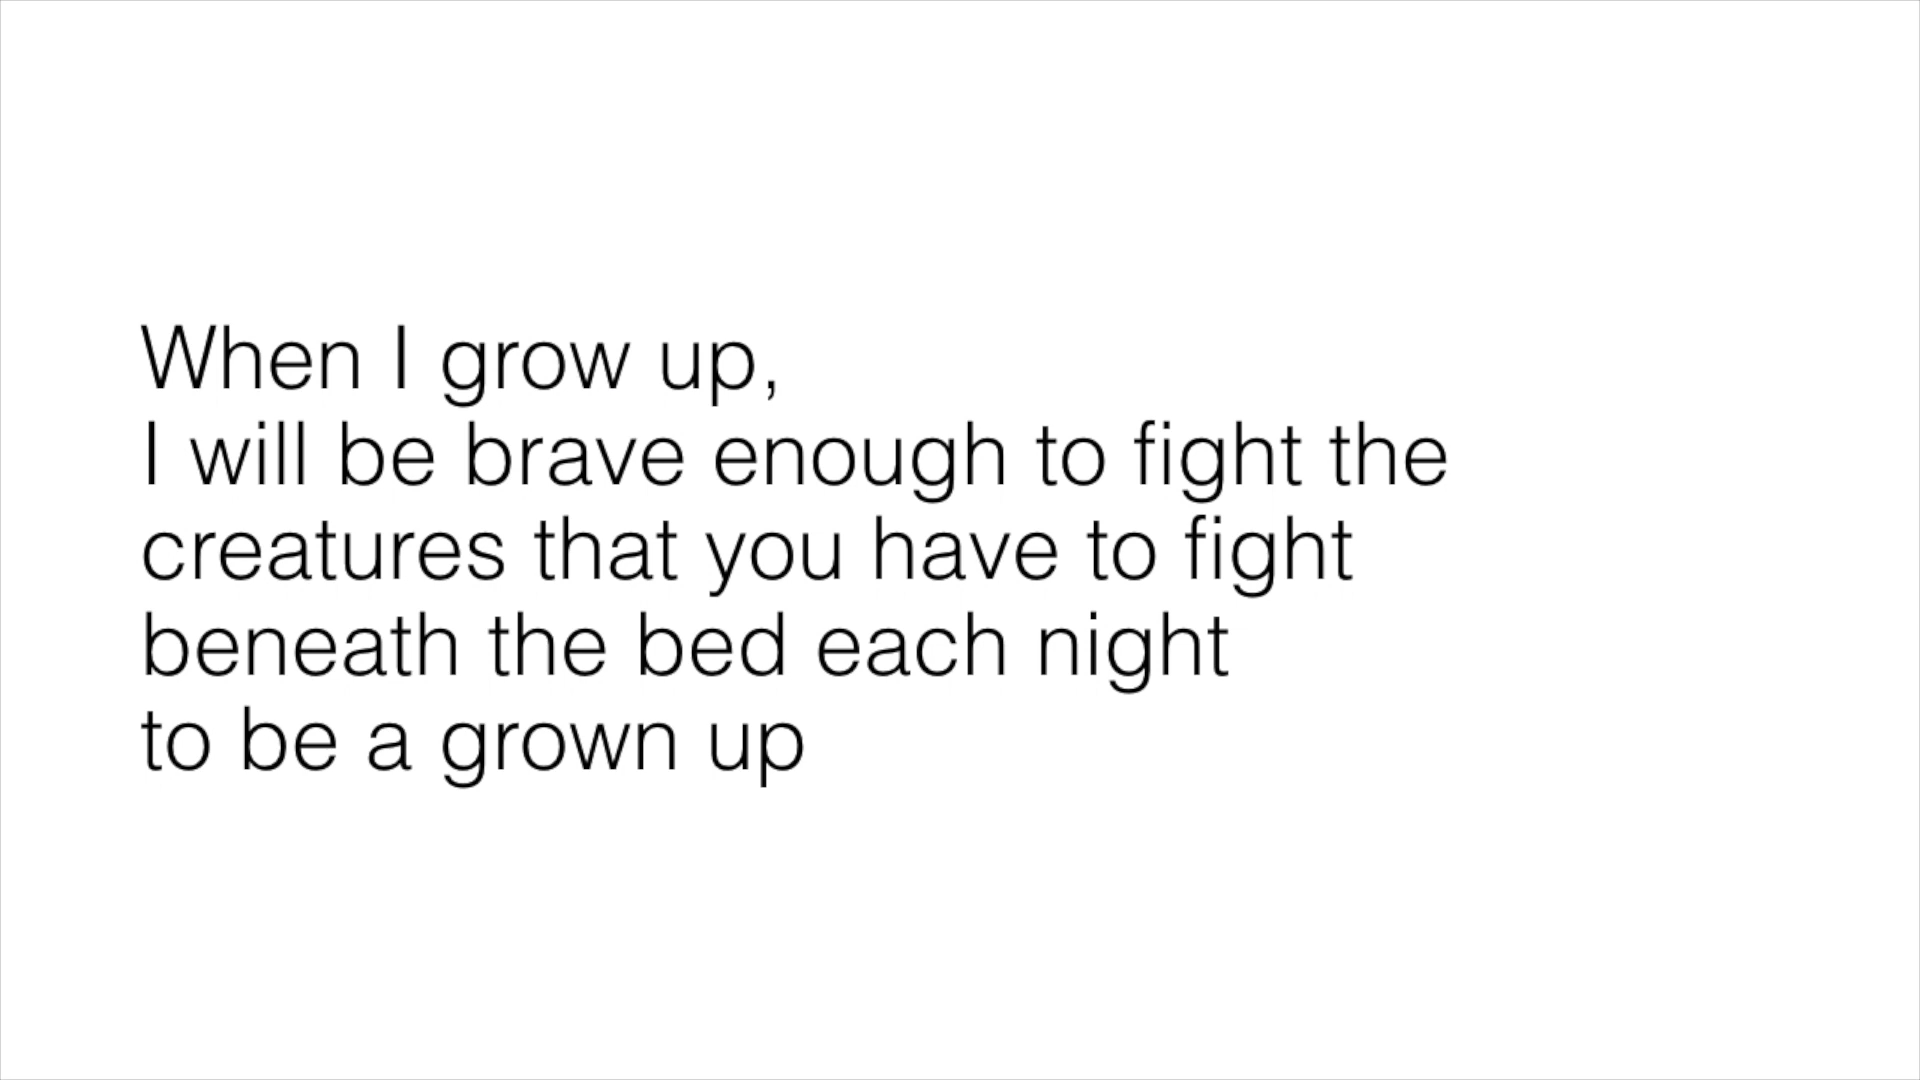 When I grow up,
I will be brave enough to fight the
creatures that you have to fight
beneath the bed each night
to be a grown up